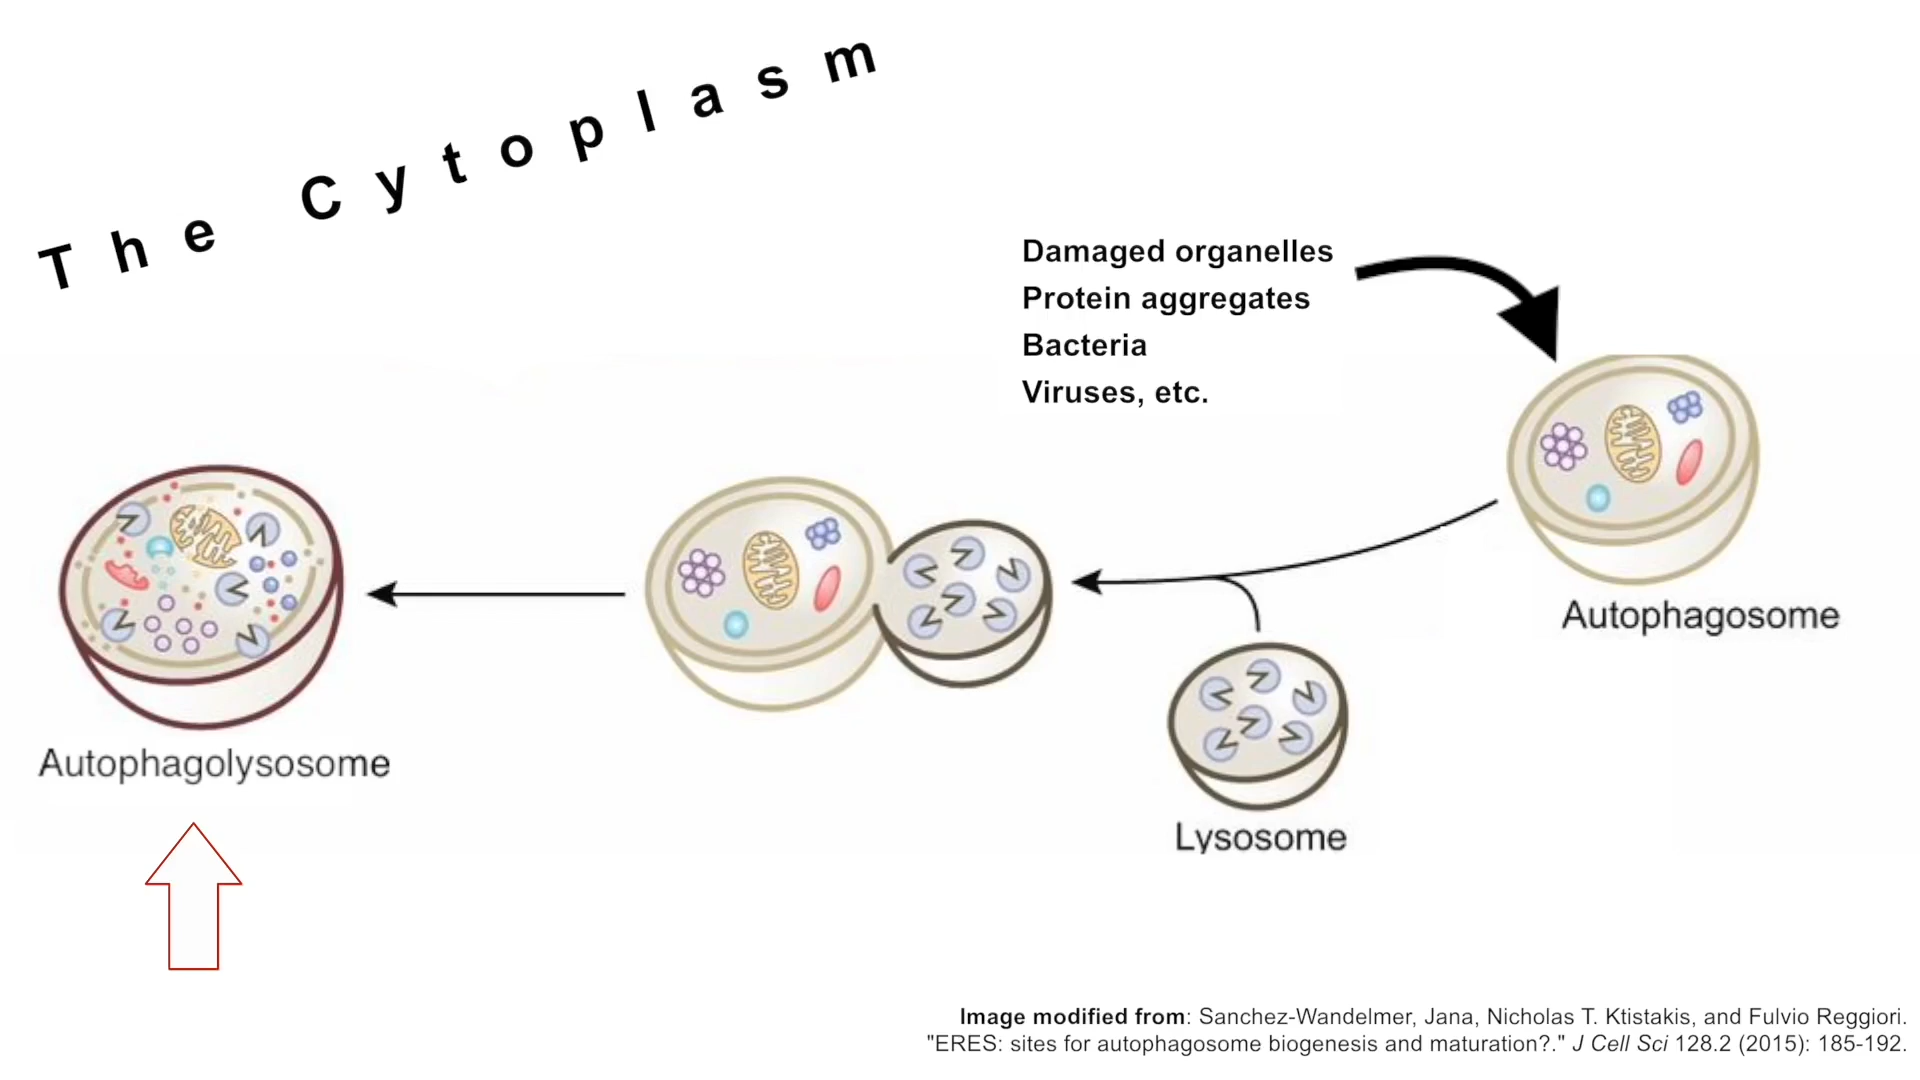 The Cytoplasm
Damaged organelles
Protein aggregates
Bacteria
Viruses, etc.
Autophagosome
Autophagolysosome
Lysosome
Image modified from: Sanchez-Wandelmer, Jana, Nicholas T. Ktistakis, and Fulvio Reggiori.
"ERES: sites for autophagosome biogenesis and maturation?." J Cell Sci 128.2 (2015): 185-192.